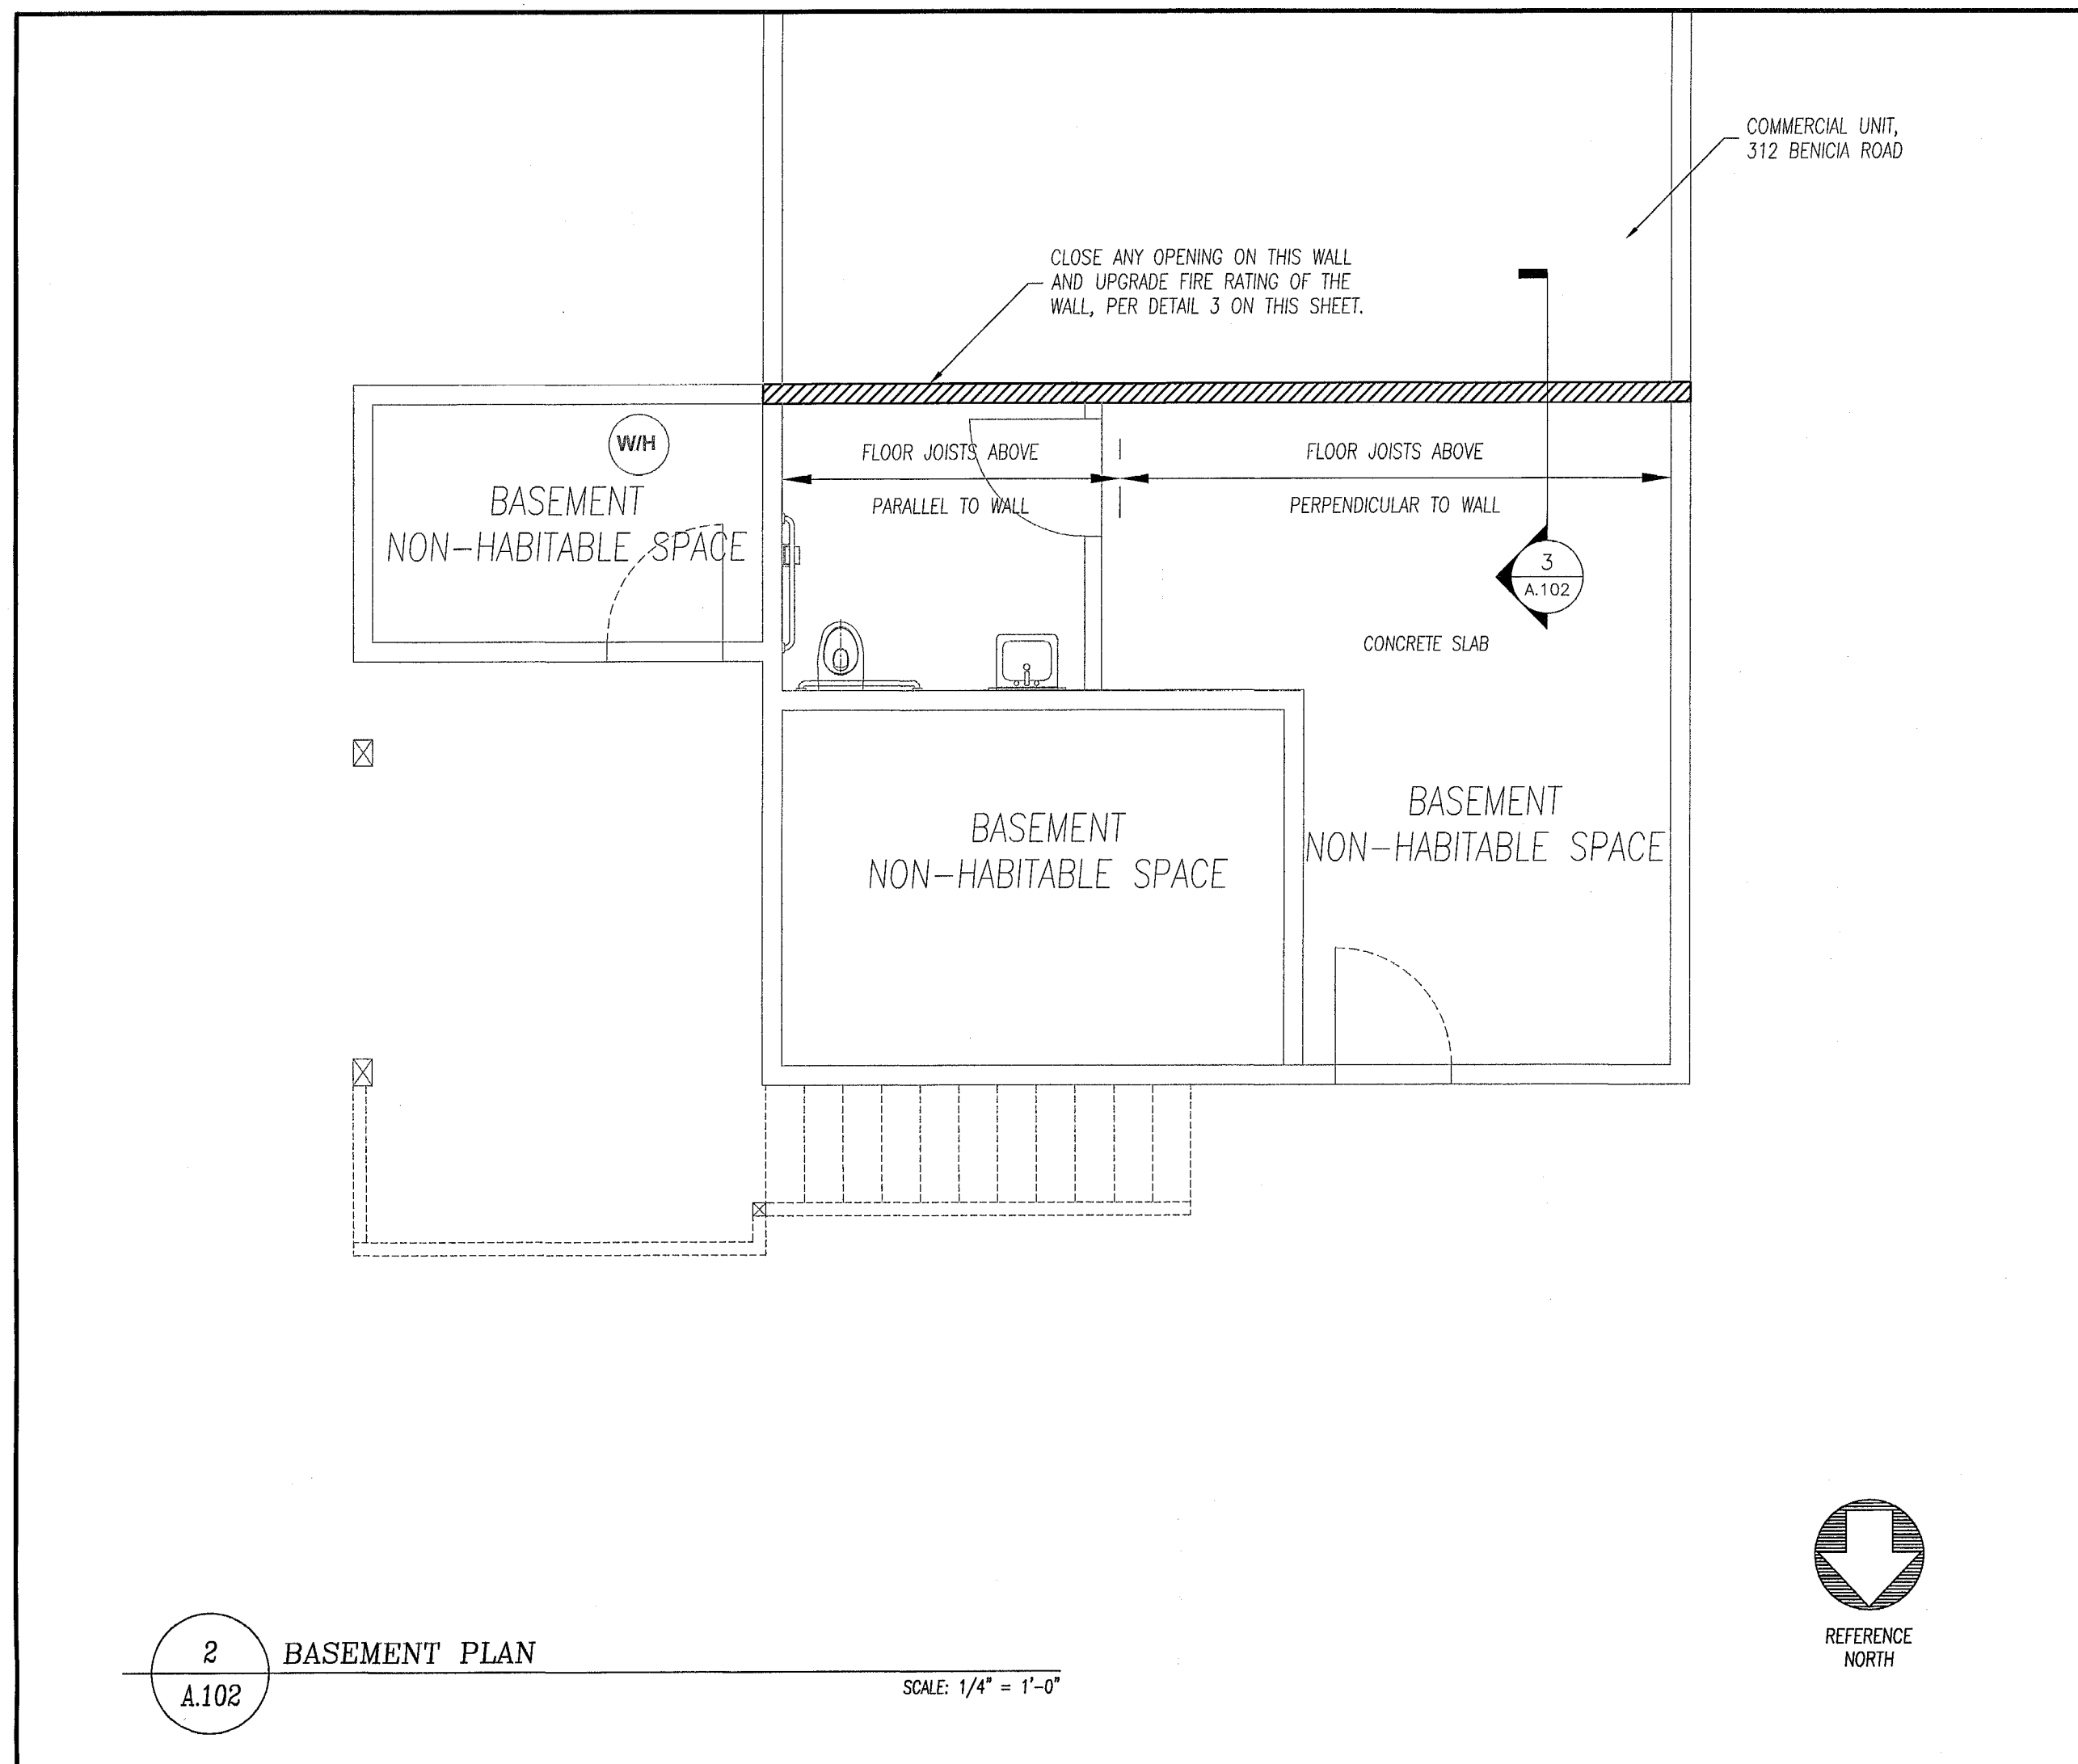 COMMERCIAL UNIT,
312 BENICIA ROAD
CLOSE ANY OPENING ON THIS WALL
AND UPGRADE FIRE RATING OF THE
WALL, PER DETAIL 3 ON THIS SHEET.
W/H
BASEMENT
NON-HABITABLE SPACE
FLOOR JOISTS ABOVE
PARALLEL TO WALL
FLOOR JOISTS ABOVE
PERPENDICULAR TO WALL
3
A.102
CONCRETE SLAB
BASEMENT
NON-HABITABLE SPACE
BASEMENT
NON-HABITABLE SPACE
REFERENCE
NORTH
2
A.102
BASEMENT PLAN
SCALE: 1/4" = 1'-0"